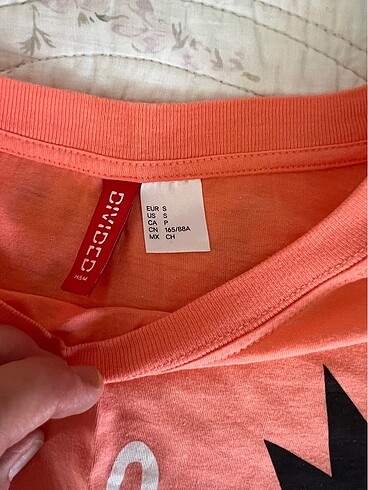 DIVIDED
H&M
EUR S
US S
CA P
CN 165/88A
MX CH